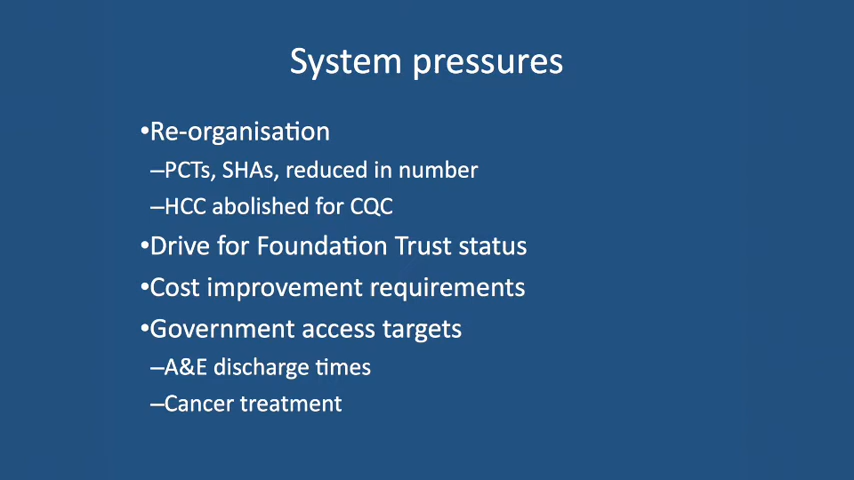 System pressures
•Re-organisation
–PCTs, SHAs, reduced in number
–HCC abolished for CQC
•Drive for Foundation Trust status
•Cost improvement requirements
•Government access targets
–A&E discharge times
–Cancer treatment